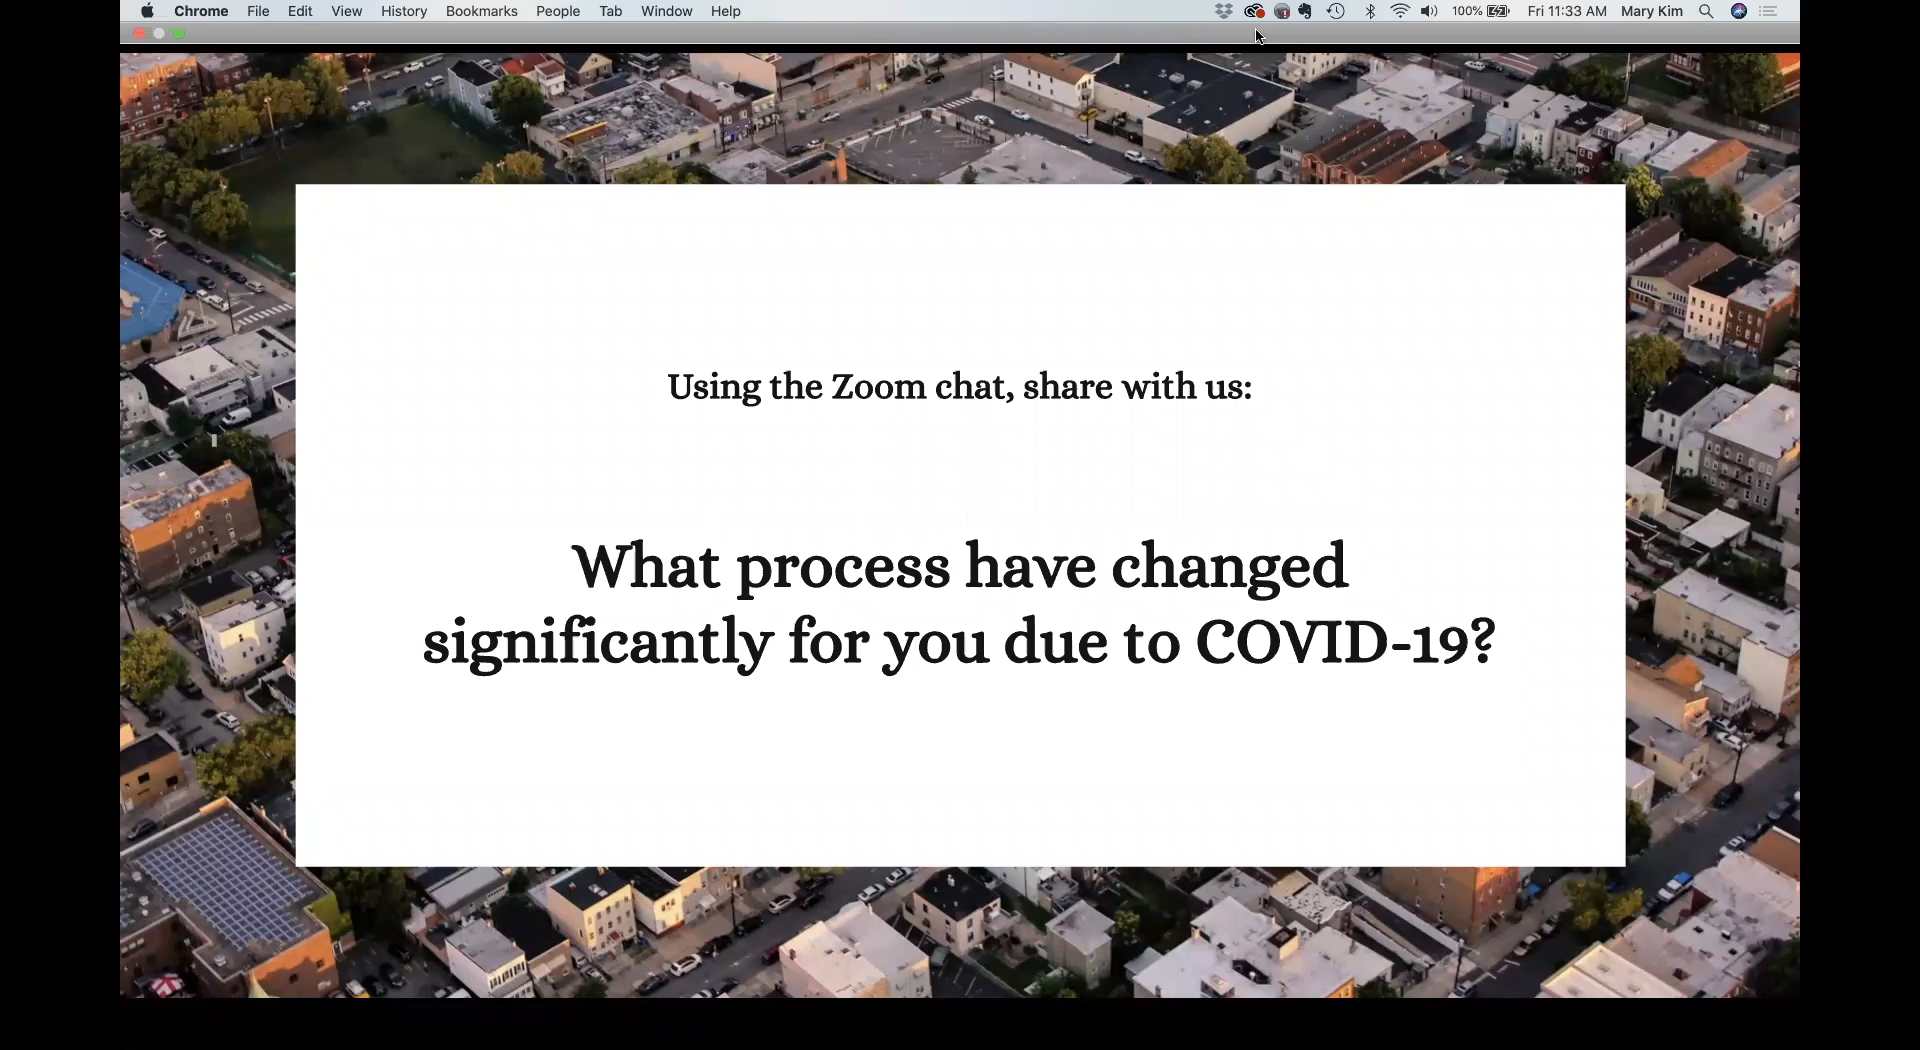 Chrome File Edit View History Bookmarks People Tab Window Help 100% Fri 11:33 AM Mary Kim
Using the Zoom chat, share with us:
What process have changed
significantly for you due to COVID-19?